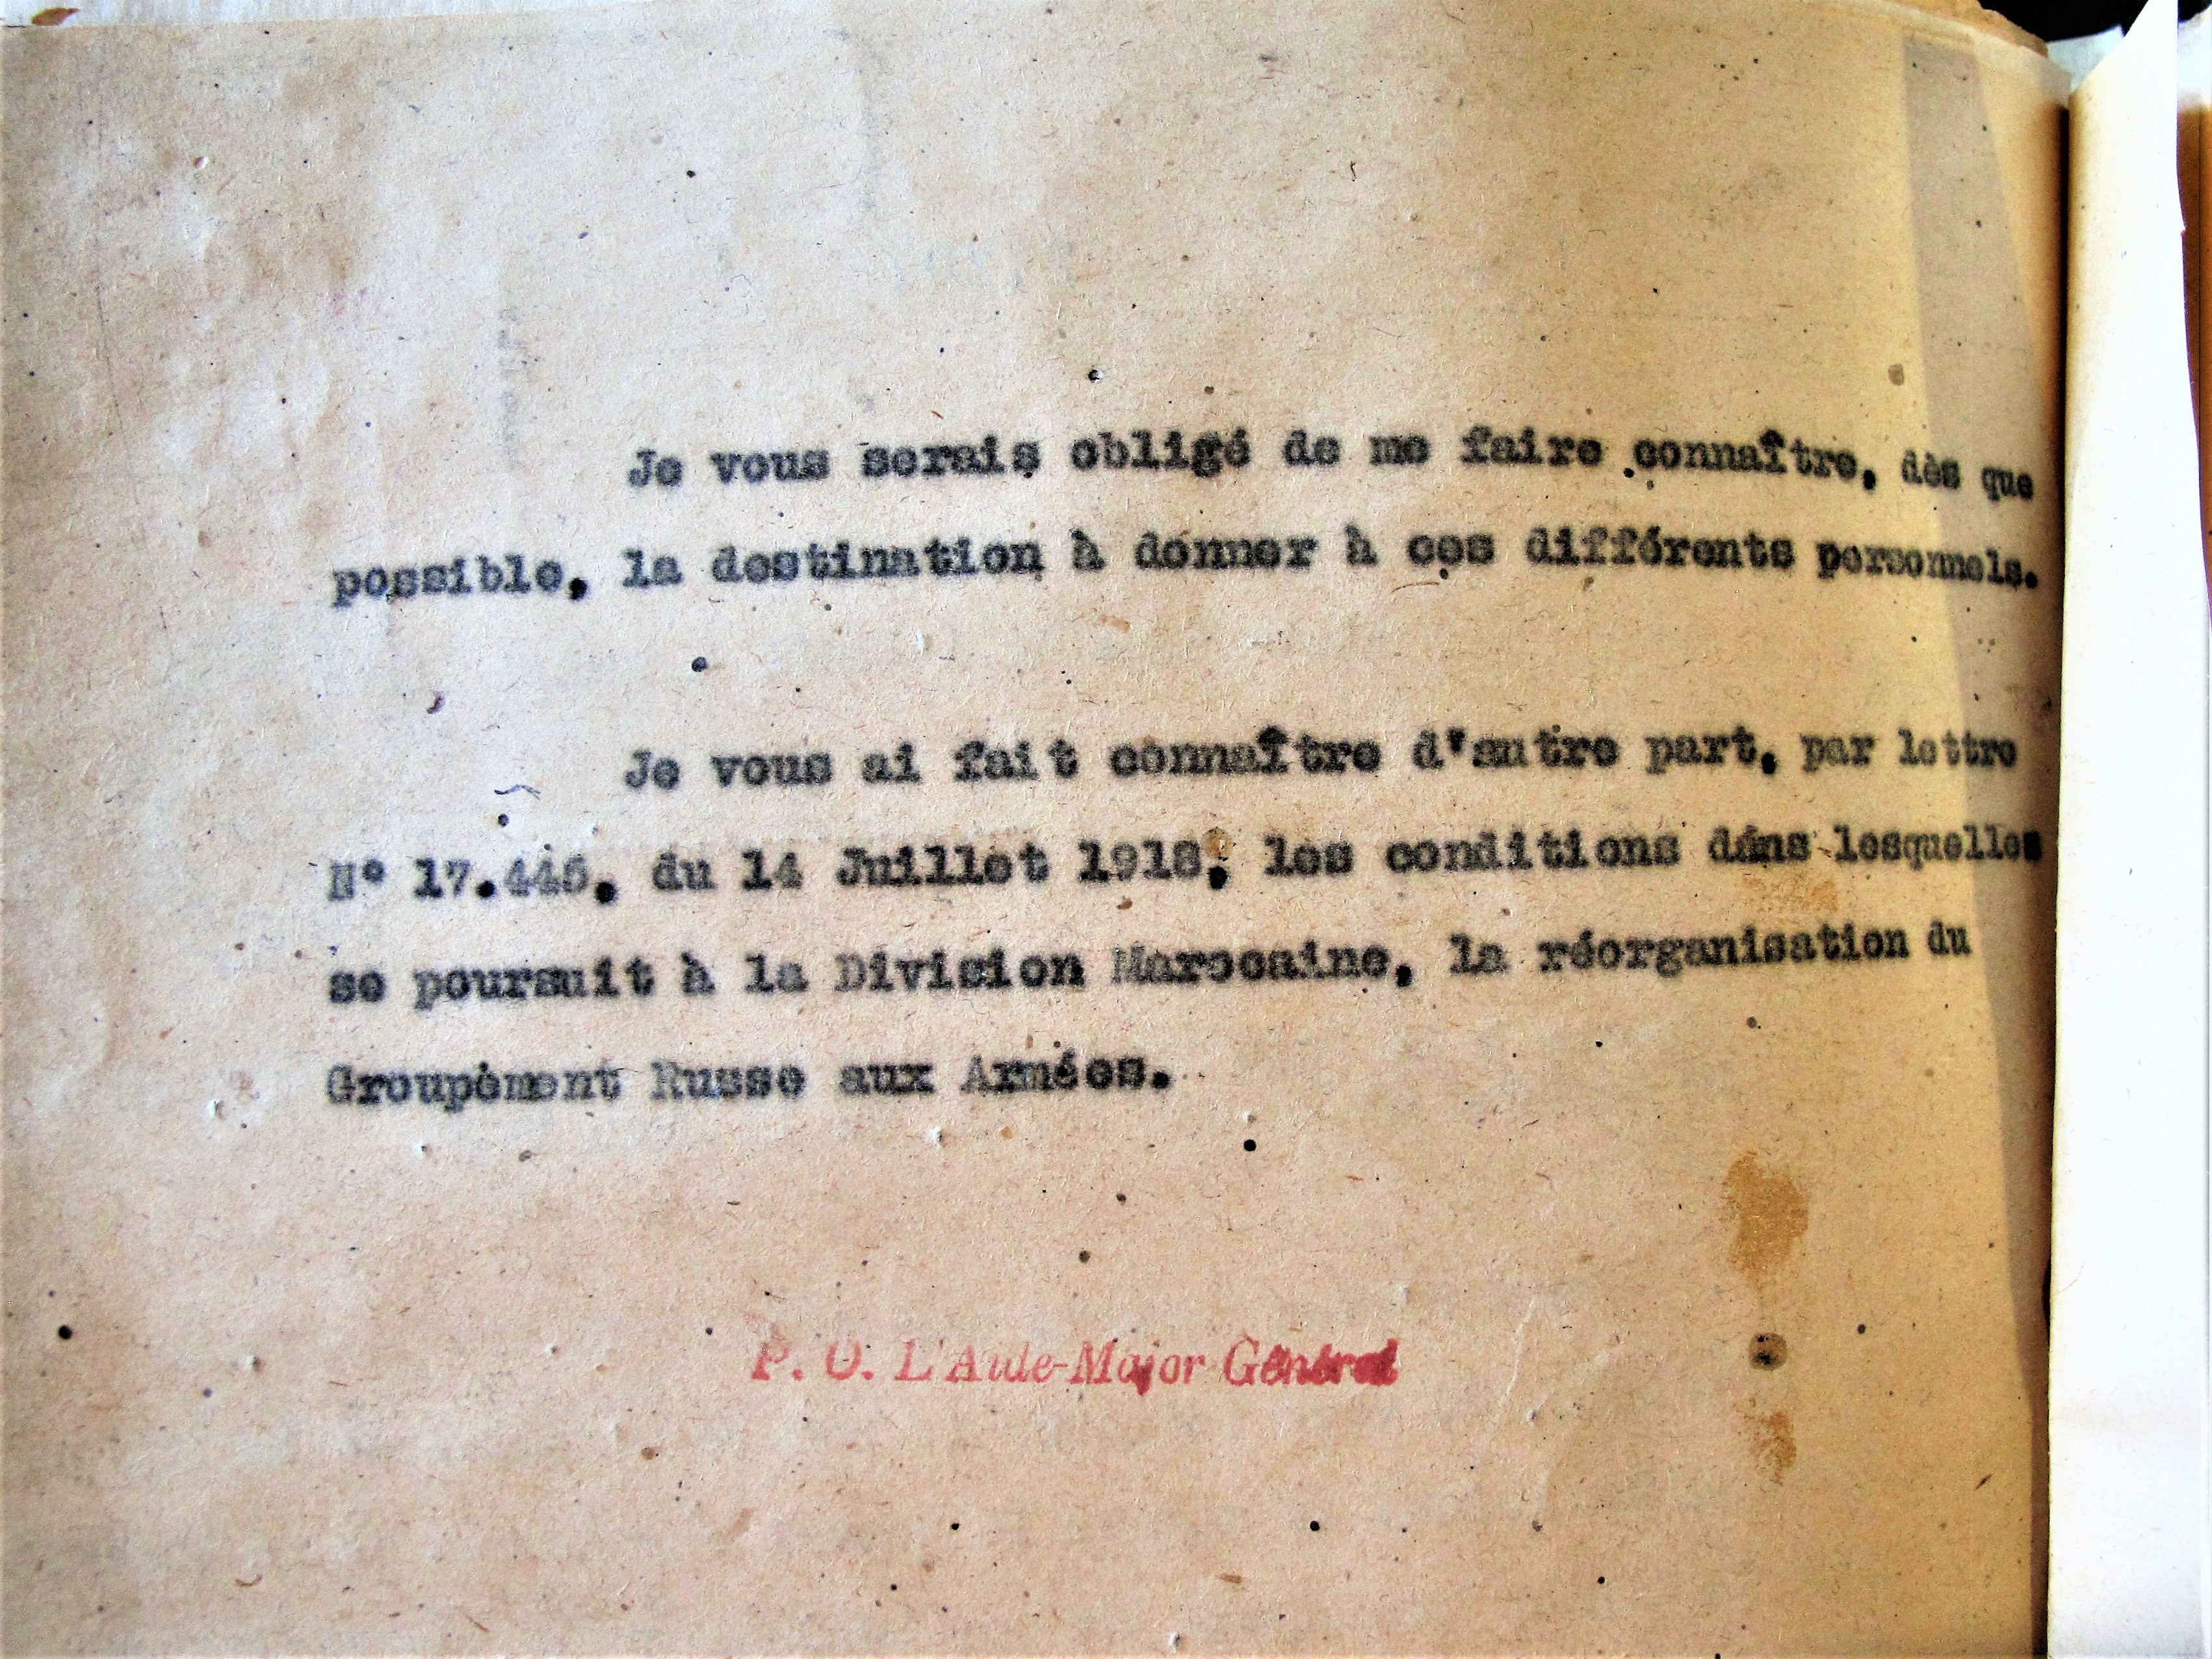 Je vous serais obligé de me faire connaître, dès que
possible, la destination à donner à ces différents personnels.
Je vous ai fait connaître d'autre part, par lettre
N° 17.445, du 14 Juillet 1918, les conditions dans lesquelles
se poursuit à la Division Marocaine, la réorganisation du
Groupement Russe aux Armées.
P. O. L'Aide-Major Général